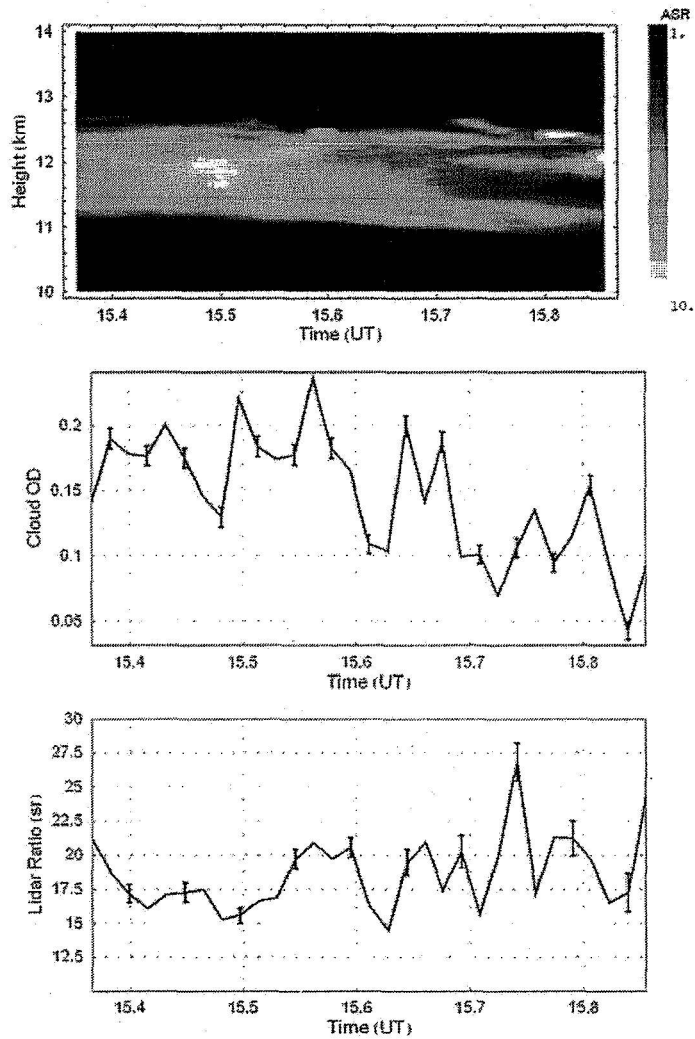 ASR
1.
10.
14
13
12
11
10
Height (km)
15.4 15.5 15.6 15.7 15.8
Time (UT)
0.2
0.15
0.1
0.05
Cloud OD
15.4 15.5 15.6 15.7 15.8
Time (UT)
30
27.5
25
22.5
20
17.5
15
12.5
Lidar Ratio (sr)
15.4 15.5 15.6 15.7 15.8
Time (UT)